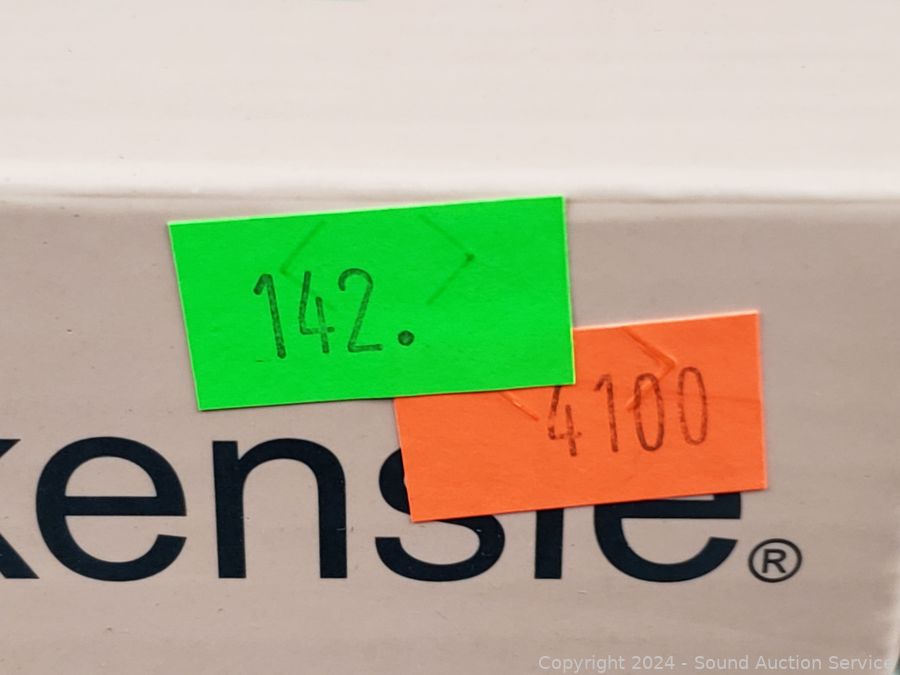 142.
4100
kensie®
Copyright 2024 - Sound Auction Service